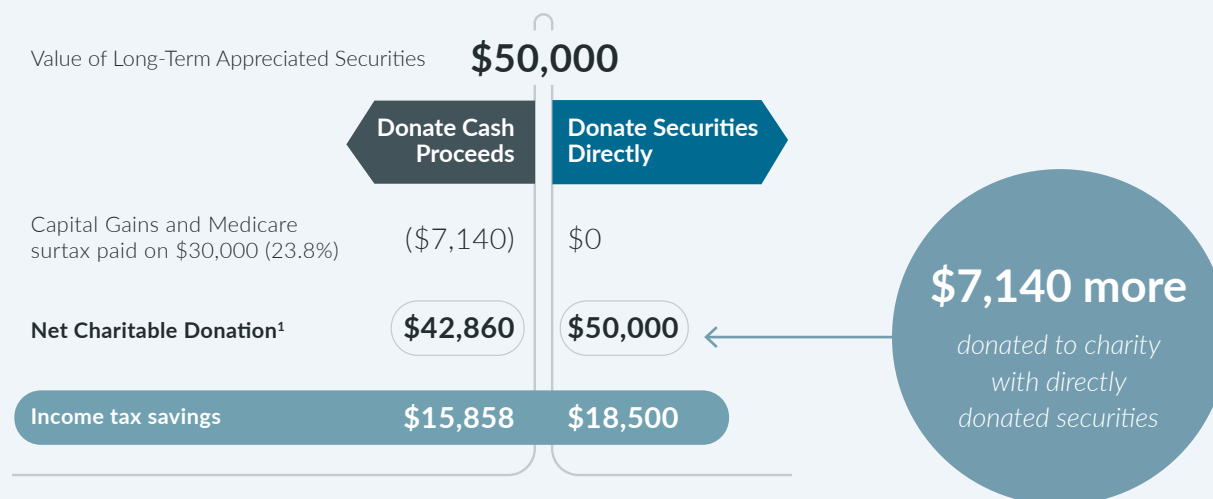 Value of Long-Term Appreciated Securities $50,000
Donate Cash
Proceeds
Donate Securities
Directly
Capital Gains and Medicare
surtax paid on $30,000 (23.8%)
($7,140) $0
Net Charitable Donation¹ $42,860 $50,000
Income tax savings $15,858 $18,500
$7,140 more
donated to charity
with directly
donated securities